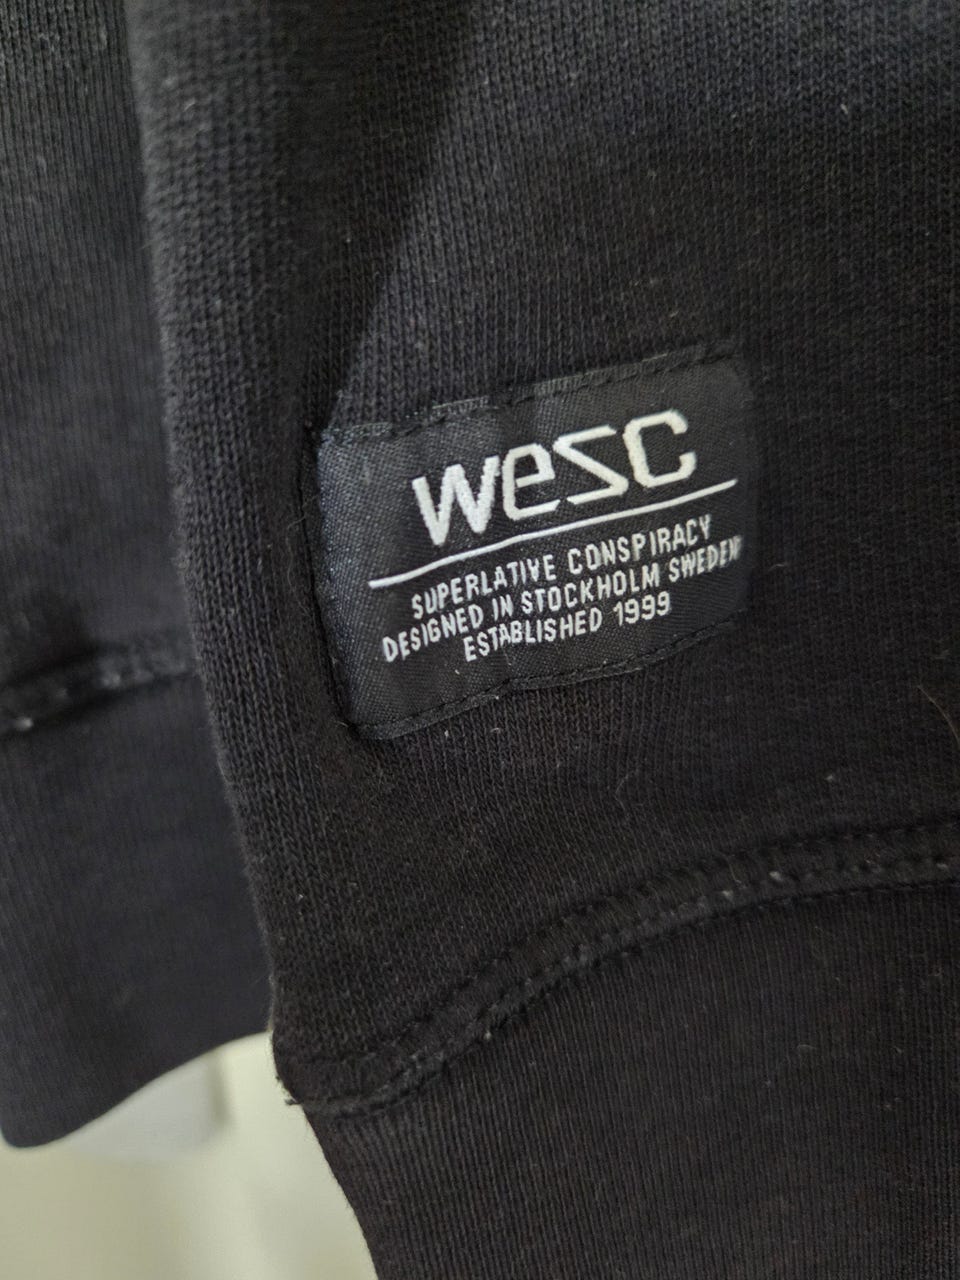 wesc
SUPERLATIVE CONSPIRACY
DESIGNED IN STOCKHOLM SWEDEN
ESTABLISHED 1999